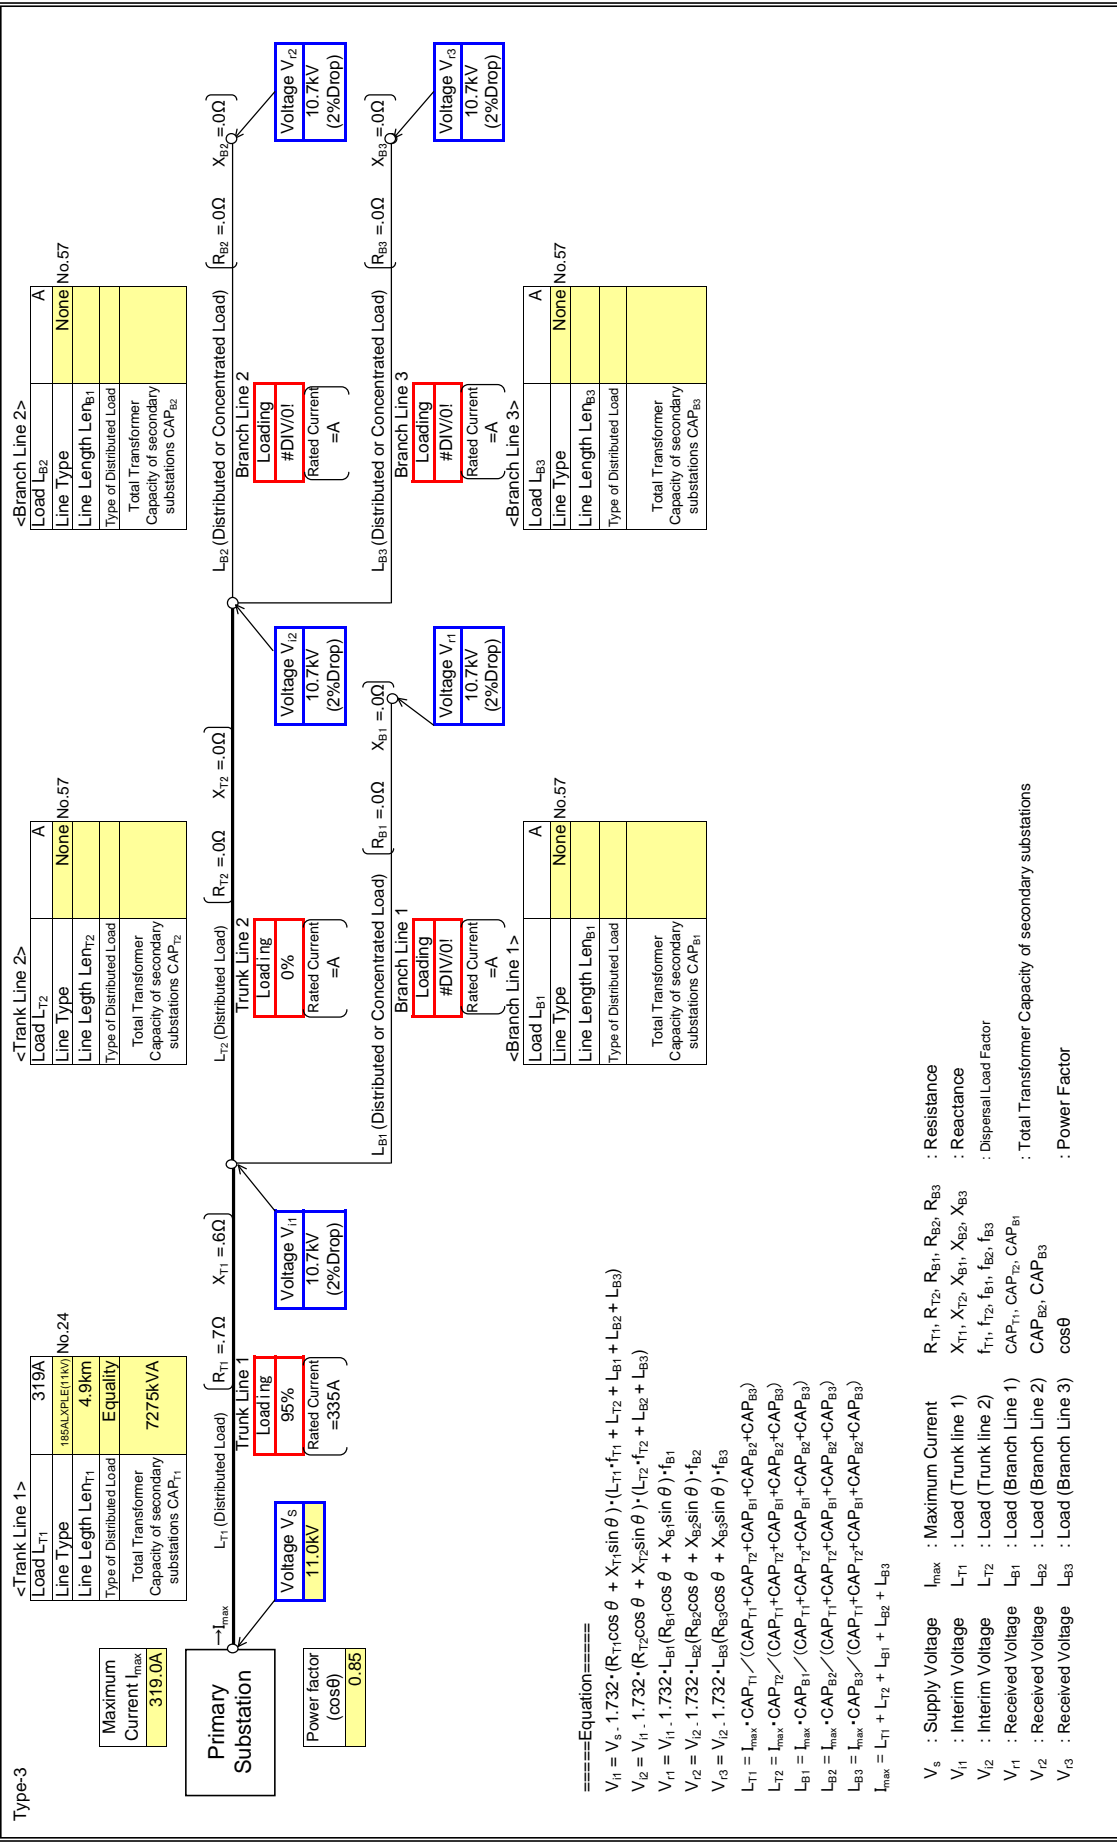 Type-3
<Trank Line 1>
Load L_T1 319A
Line Type 185ALXPLE(11kV) No.24
Line Legth Len_T1 4.9km
Type of Distributed Load Equality
Total Transformer
Capacity of secondary
substations CAP_T1
7275kVA
<Trank Line 2>
Load L_T2 A
Line Type None No.57
Line Legth Len_T2
Type of Distributed Load
Total Transformer
Capacity of secondary
substations CAP_T2
<Branch Line 2>
Load L_B2 A
Line Type None No.57
Line Length Len_B1
Type of Distributed Load
Total Transformer
Capacity of secondary
substations CAP_B2
Maximum
Current I_max
319.0A
Primary
Substation
Power factor
(cosθ)
0.85
→I_max
Voltage V_S
11.0kV
L_T1 (Distributed Load) R_T1 =.7Ω X_T1 =.6Ω
Trunk Line 1
Loading
95%
Rated Current
=335A
Voltage V_i1
10.7kV
(2%Drop)
L_T2 (Distributed Load) R_T2 =.0Ω X_T2 =.0Ω
Trunk Line 2
Loading
0%
Rated Current
=A
Voltage V_i2
10.7kV
(2%Drop)
L_B2 (Distributed or Concentrated Load) R_B2 =.0Ω X_B2 =.0Ω
Branch Line 2
Loading
#DIV/0!
Rated Current
=A
Voltage V_r2
10.7kV
(2%Drop)
L_B1 (Distributed or Concentrated Load) R_B1 =.0Ω X_B1 =.0Ω
Branch Line 1
Loading
#DIV/0!
Rated Current
=A
Voltage V_r1
10.7kV
(2%Drop)
L_B3 (Distributed or Concentrated Load) R_B3 =.0Ω X_B3 =.0Ω
Branch Line 3
Loading
#DIV/0!
Rated Current
=A
Voltage V_r3
10.7kV
(2%Drop)
<Branch Line 1>
Load L_B1 A
Line Type None No.57
Line Length Len_B1
Type of Distributed Load
Total Transformer
Capacity of secondary
substations CAP_B1
<Branch Line 3>
Load L_B3 A
Line Type None No.57
Line Length Len_B3
Type of Distributed Load
Total Transformer
Capacity of secondary
substations CAP_B3
=====Equation=====
V_i1 = V_s - 1.732・(R_T1cos θ + X_T1sin θ)・(L_T1・f_T1 + L_T2 + L_B1 + L_B2 + L_B3)
V_i2 = V_i1 - 1.732・(R_T2cos θ + X_T2sin θ)・(L_T2・f_T2 + L_B2 + L_B3)
V_r1 = V_i1 - 1.732・L_B1(R_B1cos θ + X_B1sin θ)・f_B1
V_r2 = V_i2 - 1.732・L_B2(R_B2cos θ + X_B2sin θ)・f_B2
V_r3 = V_i2 - 1.732・L_B3(R_B3cos θ + X_B3sin θ)・f_B3
L_T1 = I_max・CAP_T1／(CAP_T1+CAP_T2+CAP_B1+CAP_B2+CAP_B3)
L_T2 = I_max・CAP_T2／(CAP_T1+CAP_T2+CAP_B1+CAP_B2+CAP_B3)
L_B1 = I_max・CAP_B1／(CAP_T1+CAP_T2+CAP_B1+CAP_B2+CAP_B3)
L_B2 = I_max・CAP_B2／(CAP_T1+CAP_T2+CAP_B1+CAP_B2+CAP_B3)
L_B3 = I_max・CAP_B3／(CAP_T1+CAP_T2+CAP_B1+CAP_B2+CAP_B3)
I_max = L_T1 + L_T2 + L_B1 + L_B2 + L_B3
V_s : Supply Voltage I_max : Maximum Current R_T1, R_T2, R_B1, R_B2, R_B3 : Resistance
V_i1 : Interim Voltage L_T1 : Load (Trunk line 1) X_T1, X_T2, X_B1, X_B2, X_B3 : Reactance
V_i2 : Interim Voltage L_T2 : Load (Trunk line 2) f_T1, f_T2, f_B1, f_B2, f_B3 : Dispersal Load Factor
V_r1 : Received Voltage L_B1 : Load (Branch Line 1) CAP_T1, CAP_T2, CAP_B1
V_r2 : Received Voltage L_B2 : Load (Branch Line 2) CAP_B2, CAP_B3 : Total Transformer Capacity of secondary substations
V_r3 : Received Voltage L_B3 : Load (Branch Line 3) cosθ : Power Factor